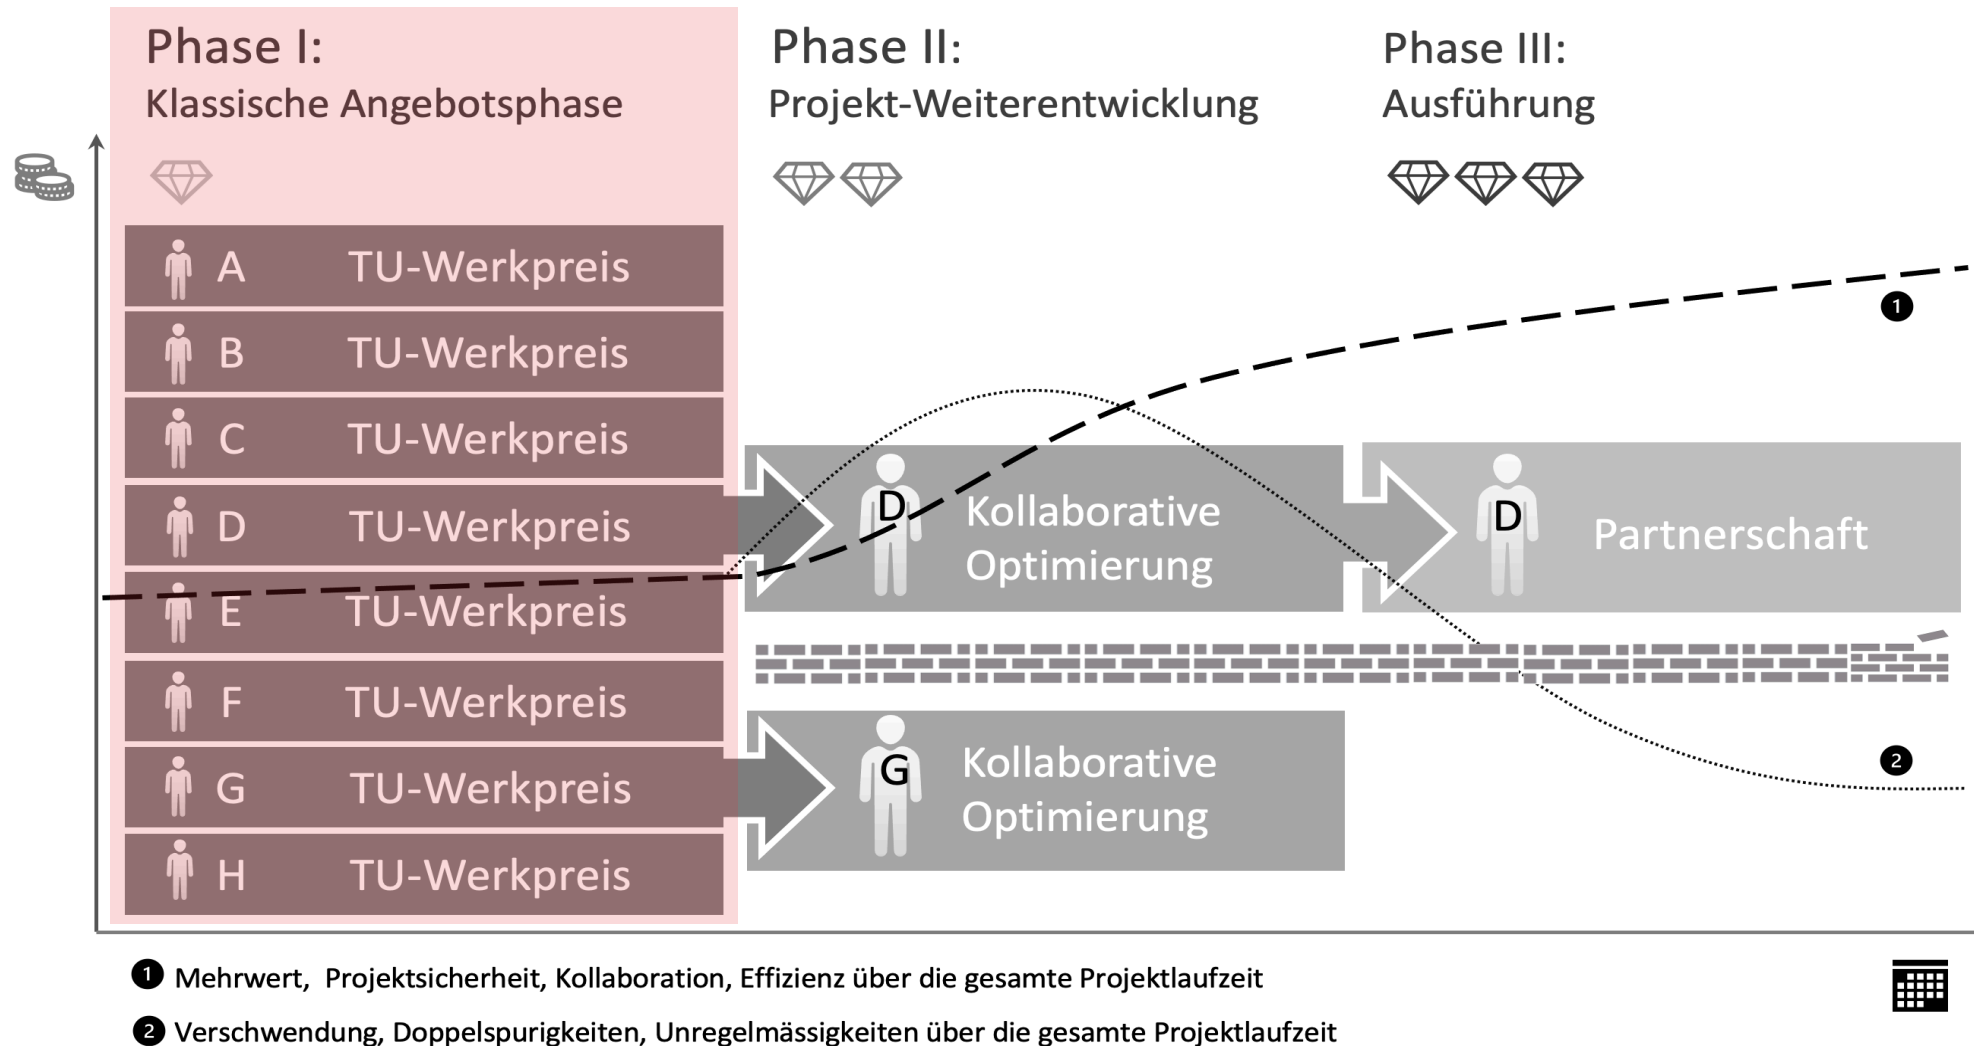 Phase I:
Klassische Angebotsphase
Phase II:
Projekt-Weiterentwicklung
Phase III:
Ausführung
A TU-Werkpreis
B TU-Werkpreis
C TU-Werkpreis
D TU-Werkpreis
E TU-Werkpreis
F TU-Werkpreis
G TU-Werkpreis
H TU-Werkpreis
D
Kollaborative
Optimierung
D
Partnerschaft
G
Kollaborative
Optimierung
1
2
1 Mehrwert, Projektsicherheit, Kollaboration, Effizienz über die gesamte Projektlaufzeit
2 Verschwendung, Doppelspurigkeiten, Unregelmässigkeiten über die gesamte Projektlaufzeit